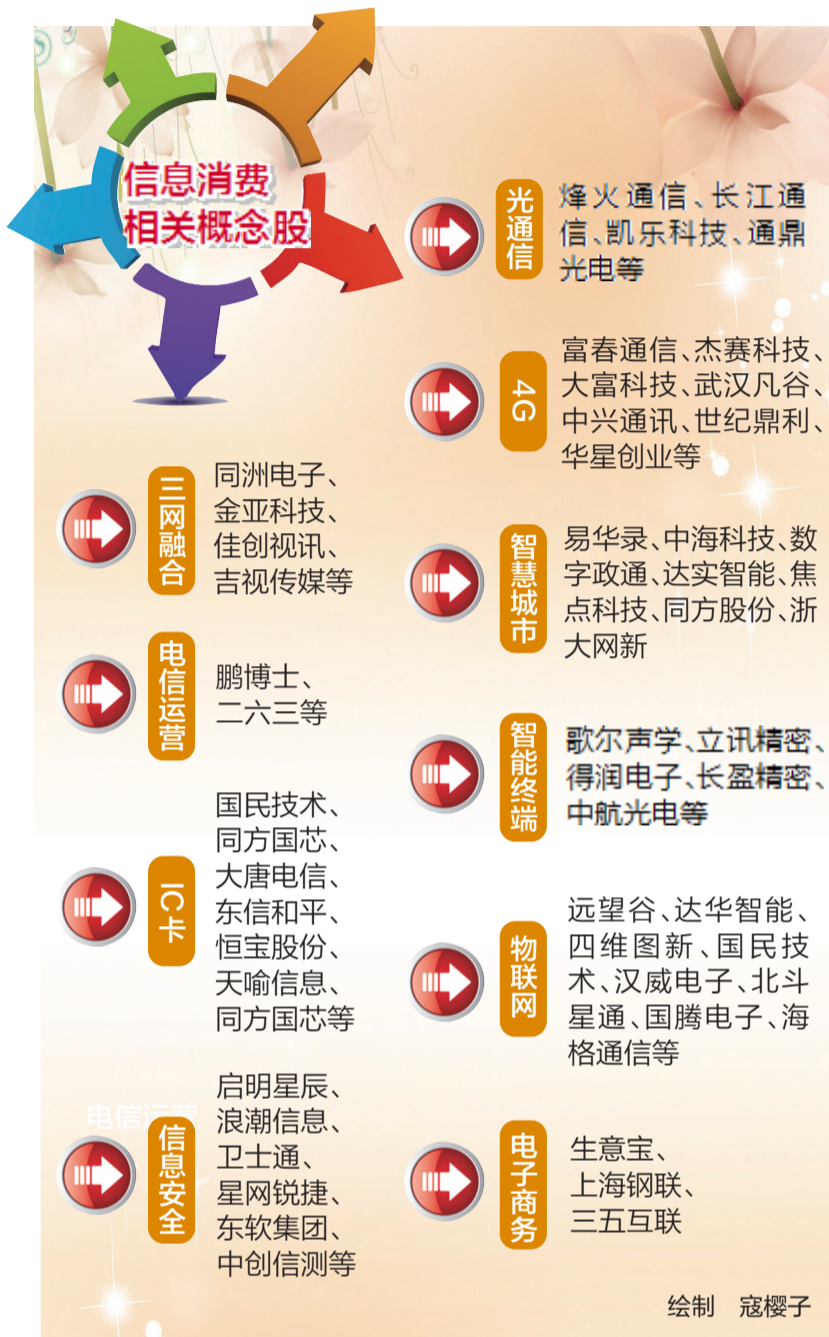 信息消费
相关概念股
三网融合
同洲电子、
金亚科技、
佳创视讯、
吉视传媒等
电信运营
鹏博士、
二六三等
IC卡
国民技术、
同方国芯、
大唐电信、
东信和平、
恒宝股份、
天喻信息、
同方国芯等
电信运营
信息安全
启明星辰、
浪潮信息、
卫士通、
星网锐捷、
东软集团、
中创信测等
光通信
烽火通信、长江通
信、凯乐科技、通鼎
光电等
4G
富春通信、杰赛科技、
大富科技、武汉凡谷、
中兴通讯、世纪鼎利、
华星创业等
智慧城市
易华录、中海科技、数
字政通、达实智能、焦
点科技、同方股份、浙
大网新
智能终端
歌尔声学、立讯精密、
得润电子、长盈精密、
中航光电等
物联网
远望谷、达华智能、
四维图新、国民技
术、汉威电子、北斗
星通、国腾电子、海
格通信等
电子商务
生意宝、
上海钢联、
三五互联
绘制 寇樱子